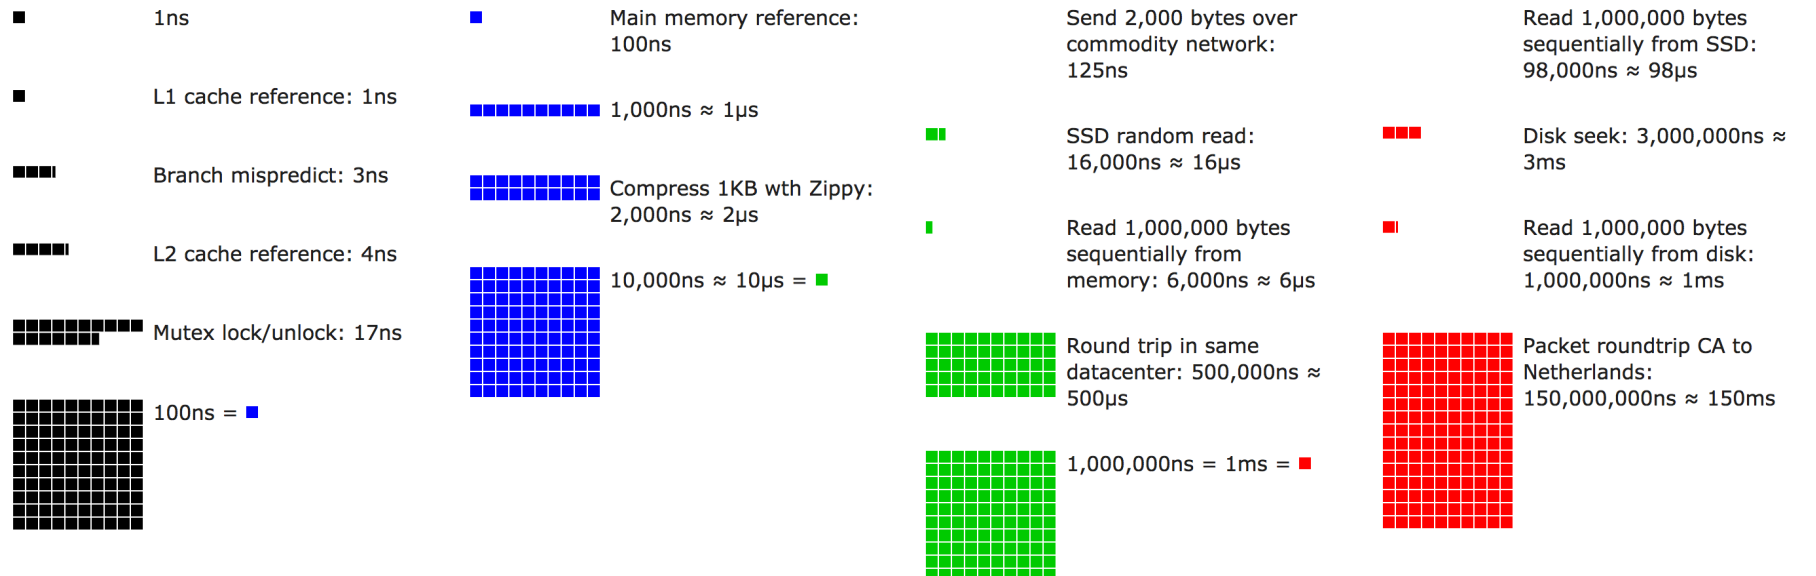 1ns
L1 cache reference: 1ns
Branch mispredict: 3ns
L2 cache reference: 4ns
Mutex lock/unlock: 17ns
100ns =
Main memory reference:
100ns
1,000ns ≈ 1μs
Compress 1KB wth Zippy:
2,000ns ≈ 2μs
10,000ns ≈ 10μs =
Send 2,000 bytes over
commodity network:
125ns
SSD random read:
16,000ns ≈ 16μs
Read 1,000,000 bytes
sequentially from
memory: 6,000ns ≈ 6μs
Round trip in same
datacenter: 500,000ns ≈
500μs
1,000,000ns = 1ms =
Read 1,000,000 bytes
sequentially from SSD:
98,000ns ≈ 98μs
Disk seek: 3,000,000ns ≈
3ms
Read 1,000,000 bytes
sequentially from disk:
1,000,000ns ≈ 1ms
Packet roundtrip CA to
Netherlands:
150,000,000ns ≈ 150ms